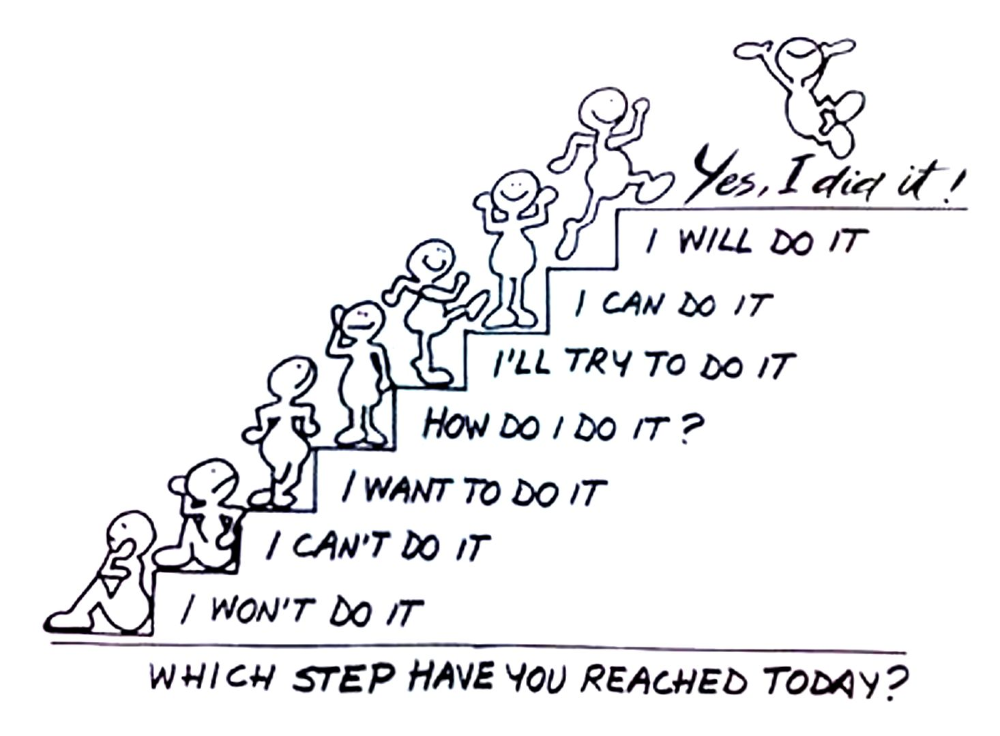 Yes, I did it!
I WILL DO IT
I CAN DO IT
I'LL TRY TO DO IT
HOW DO I DO IT?
I WANT TO DO IT
I CAN'T DO IT
I WON'T DO IT
WHICH STEP HAVE YOU REACHED TODAY?